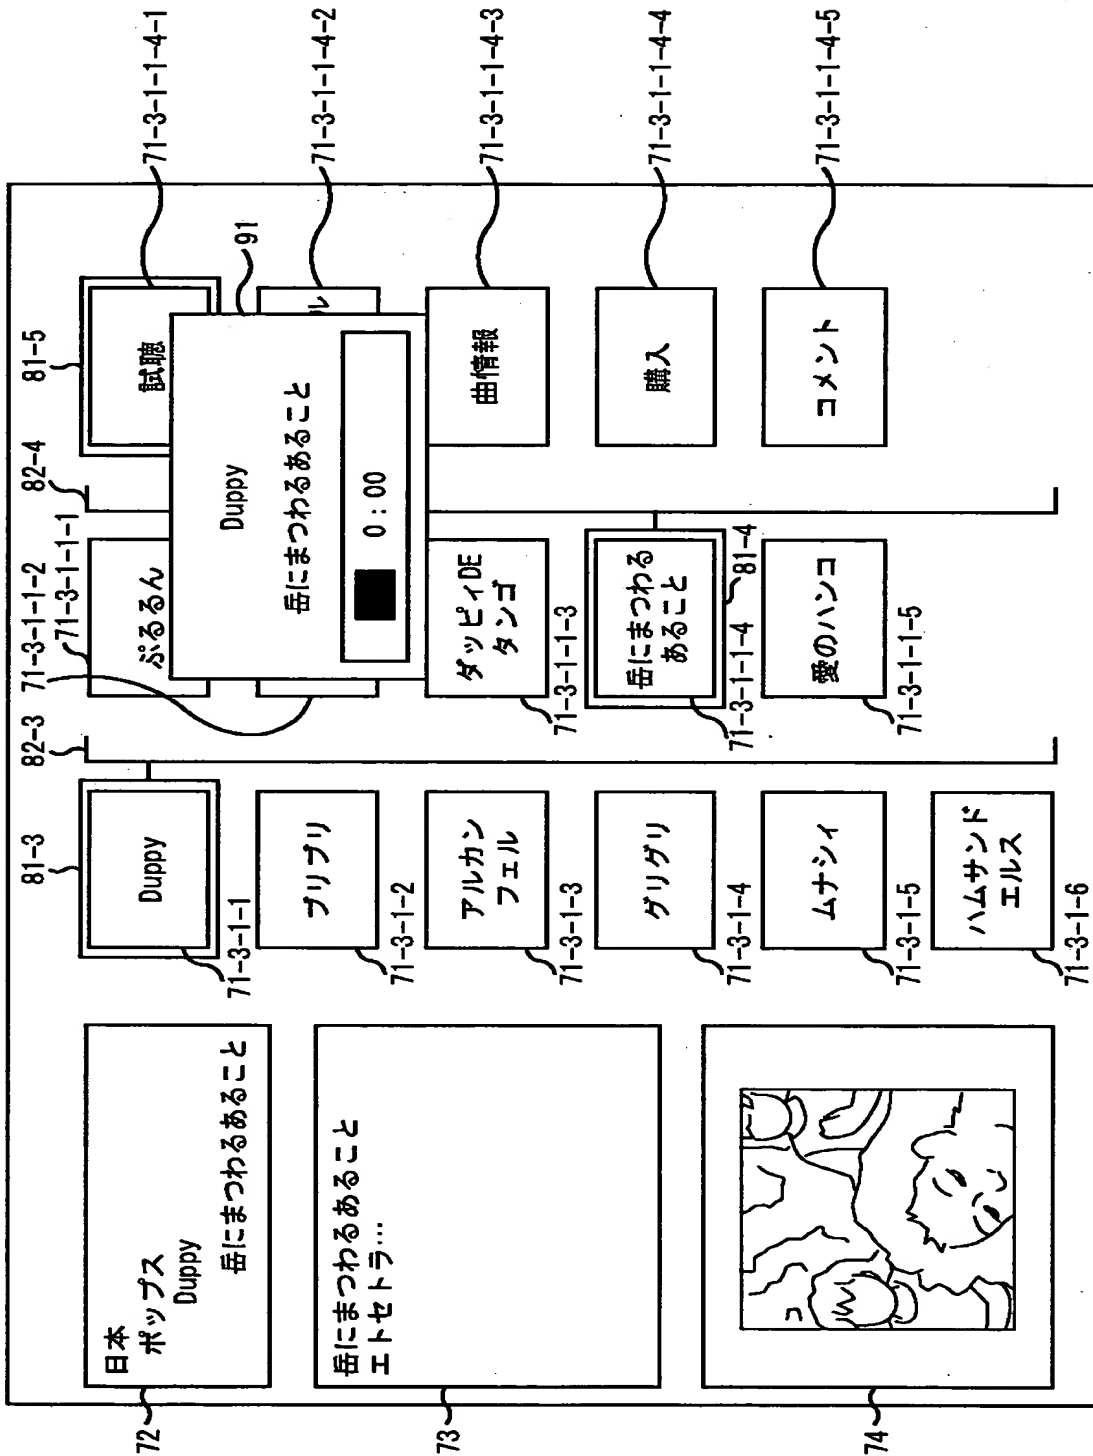 日本
ポップス
Duppy
岳にまつわるあること
72
岳にまつわるあること
エトセトラ…
73
74
81-3
Duppy
71-3-1-1
プリプリ
71-3-1-2
アルカン
フェル
71-3-1-3
グリグリ
71-3-1-4
ムナシィ
71-3-1-5
ハムサンド
エルス
71-3-1-6
82-3
71-3-1-1-2
71-3-1-1-1
ぷるるん
ダッピィDE
タンゴ
71-3-1-1-3
岳にまつわる
あること
81-4
71-3-1-1-4
愛のハンコ
71-3-1-1-5
82-4
Duppy
岳にまつわるあること
0:00
91
81-5
試聴
71-3-1-1-4-1
ル
71-3-1-1-4-2
曲情報
71-3-1-1-4-3
購入
71-3-1-1-4-4
コメント
71-3-1-1-4-5